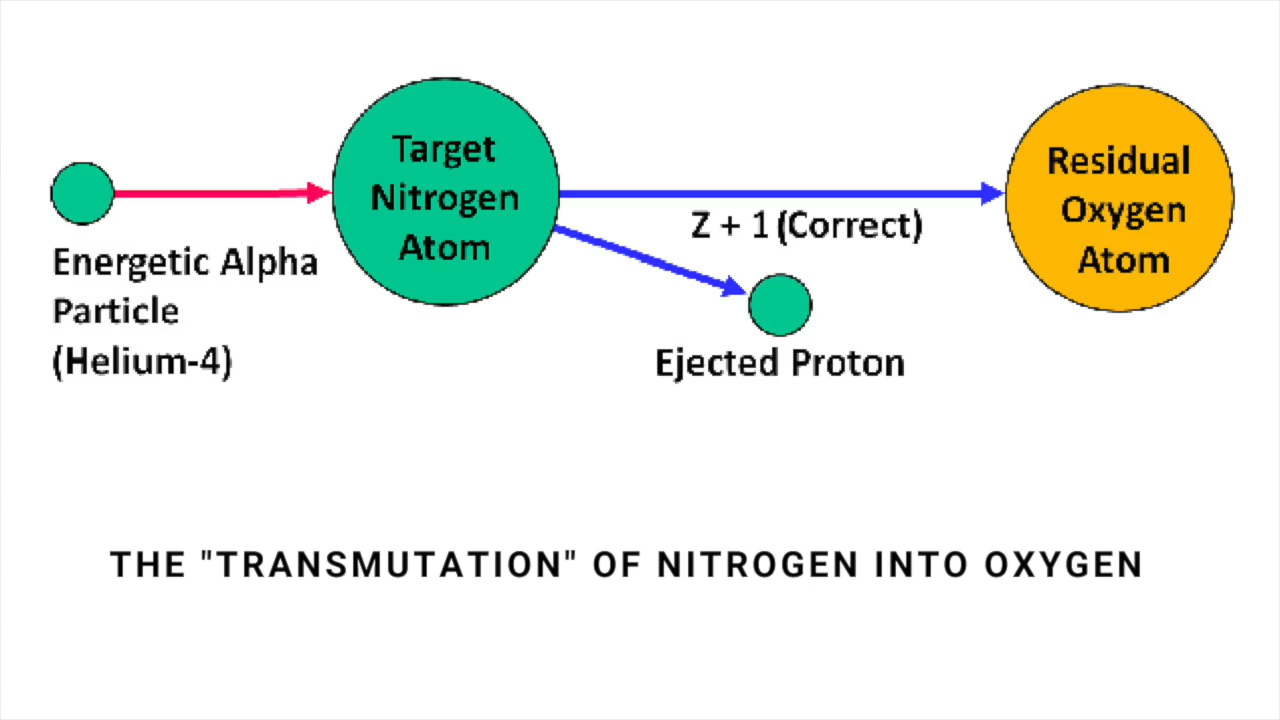 Target
Nitrogen
Atom
Residual
Oxygen
Atom
Z + 1 (Correct)
Energetic Alpha
Particle
(Helium-4)
Ejected Proton
THE "TRANSMUTATION" OF NITROGEN INTO OXYGEN